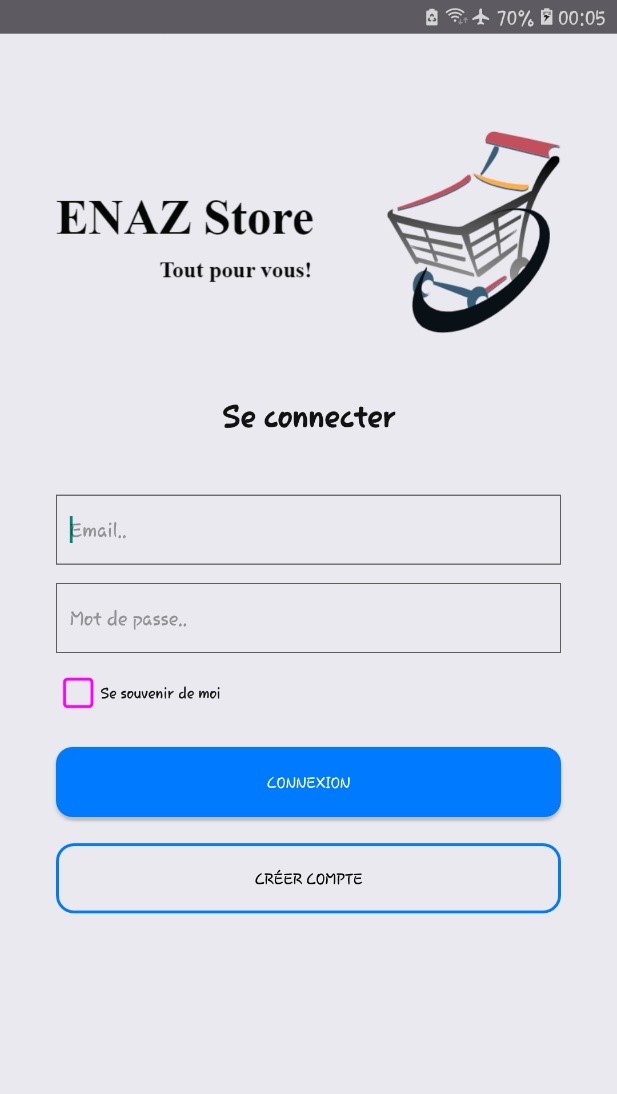 70% 00:05
ENAZ Store
Tout pour vous!
Se connecter
Email..
Mot de passe..
Se souvenir de moi
CONNEXION
CRÉER COMPTE